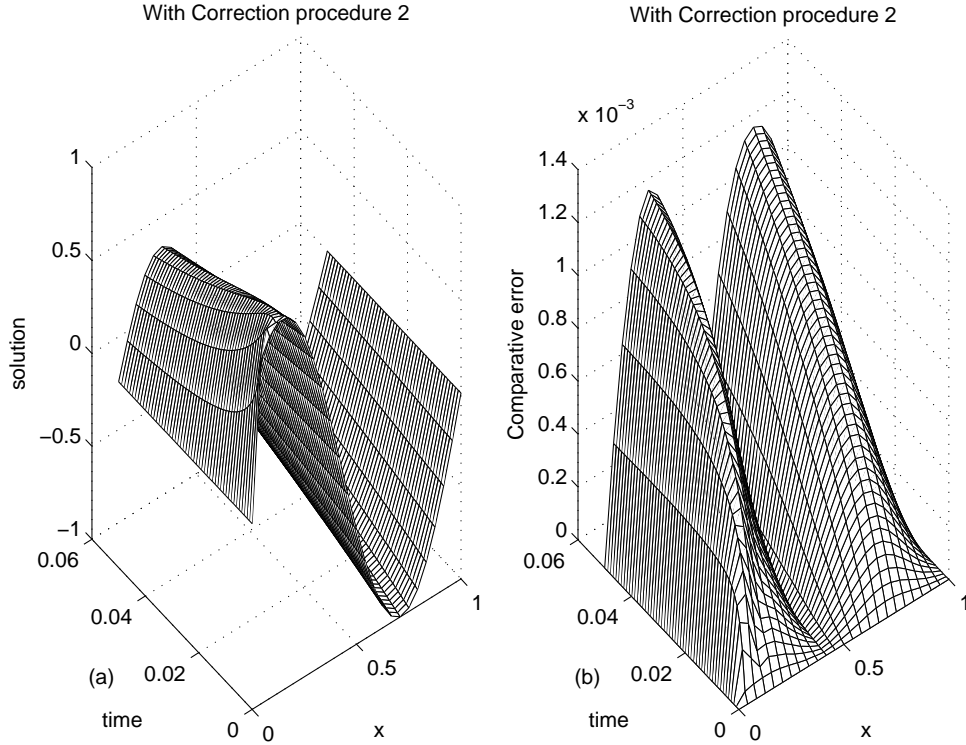 With Correction procedure 2
1
0.5
0
−0.5
−1
solution
0.06
0.04
0.02
0
time
0
0.5
1
x
(a)
With Correction procedure 2
x 10−3
1.4
1.2
1
0.8
0.6
0.4
0.2
0
Comparative error
0.06
0.04
0.02
0
time
0
0.5
1
x
(b)